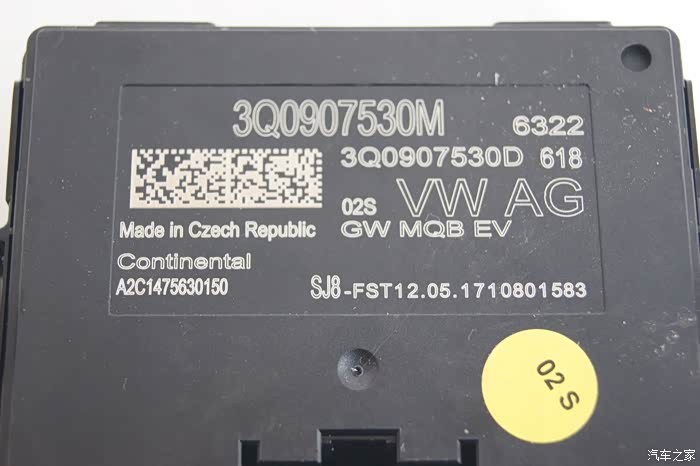 3Q0907530M 6322
3Q0907530D 618
02S VW AG
Made in Czech Republic GW MQB EV
Continental
A2C1475630150 SJ8-FST12.05.1710801583
02S
汽车之家